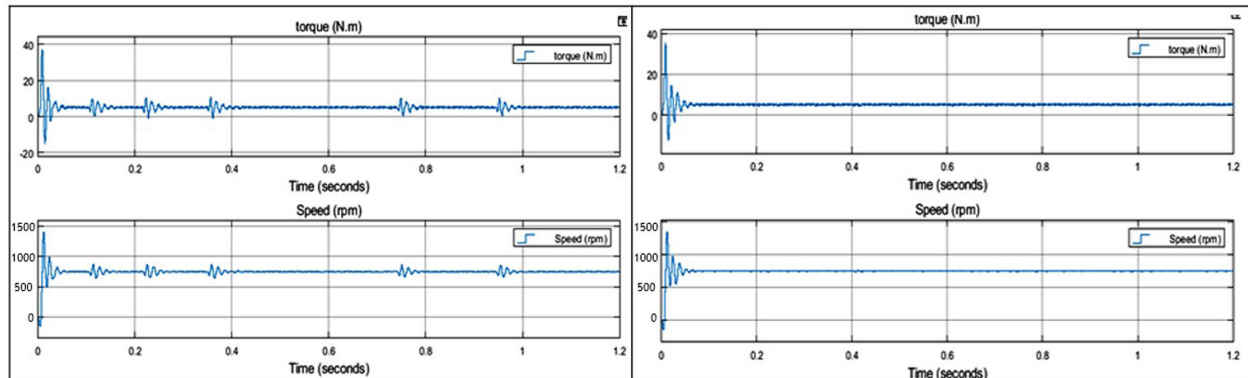 torque (N.m)
torque (N.m)
40
20
0
-20
0 0.2 0.4 0.6 0.8 1 1.2
Time (seconds)
Speed (rpm)
Speed (rpm)
1500
1000
500
0
0 0.2 0.4 0.6 0.8 1 1.2
Time (seconds)
torque (N.m)
torque (N.m)
40
20
0
0 0.2 0.4 0.6 0.8 1 1.2
Time (seconds)
Speed (rpm)
Speed (rpm)
1500
1000
500
0
0 0.2 0.4 0.6 0.8 1 1.2
Time (seconds)